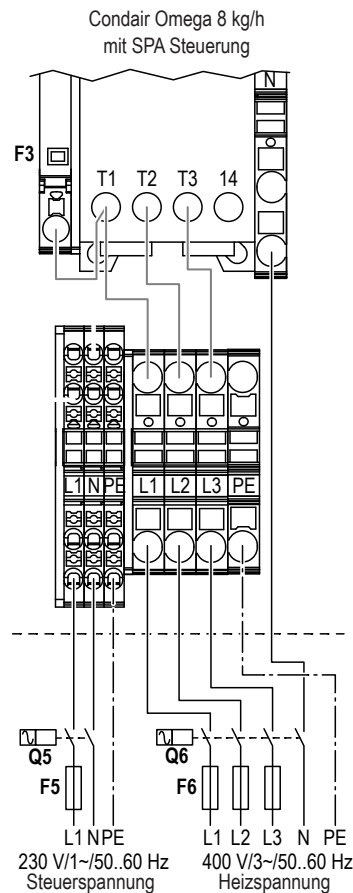 Condair Omega 8 kg/h
mit SPA Steuerung
N
F3
T1 T2 T3 14
L1 N PE L1 L2 L3 PE
Q5 Q6
F5 F6
L1 N PE L1 L2 L3 N PE
230 V/1~/50..60 Hz 400 V/3~/50..60 Hz
Steuerspannung Heizspannung